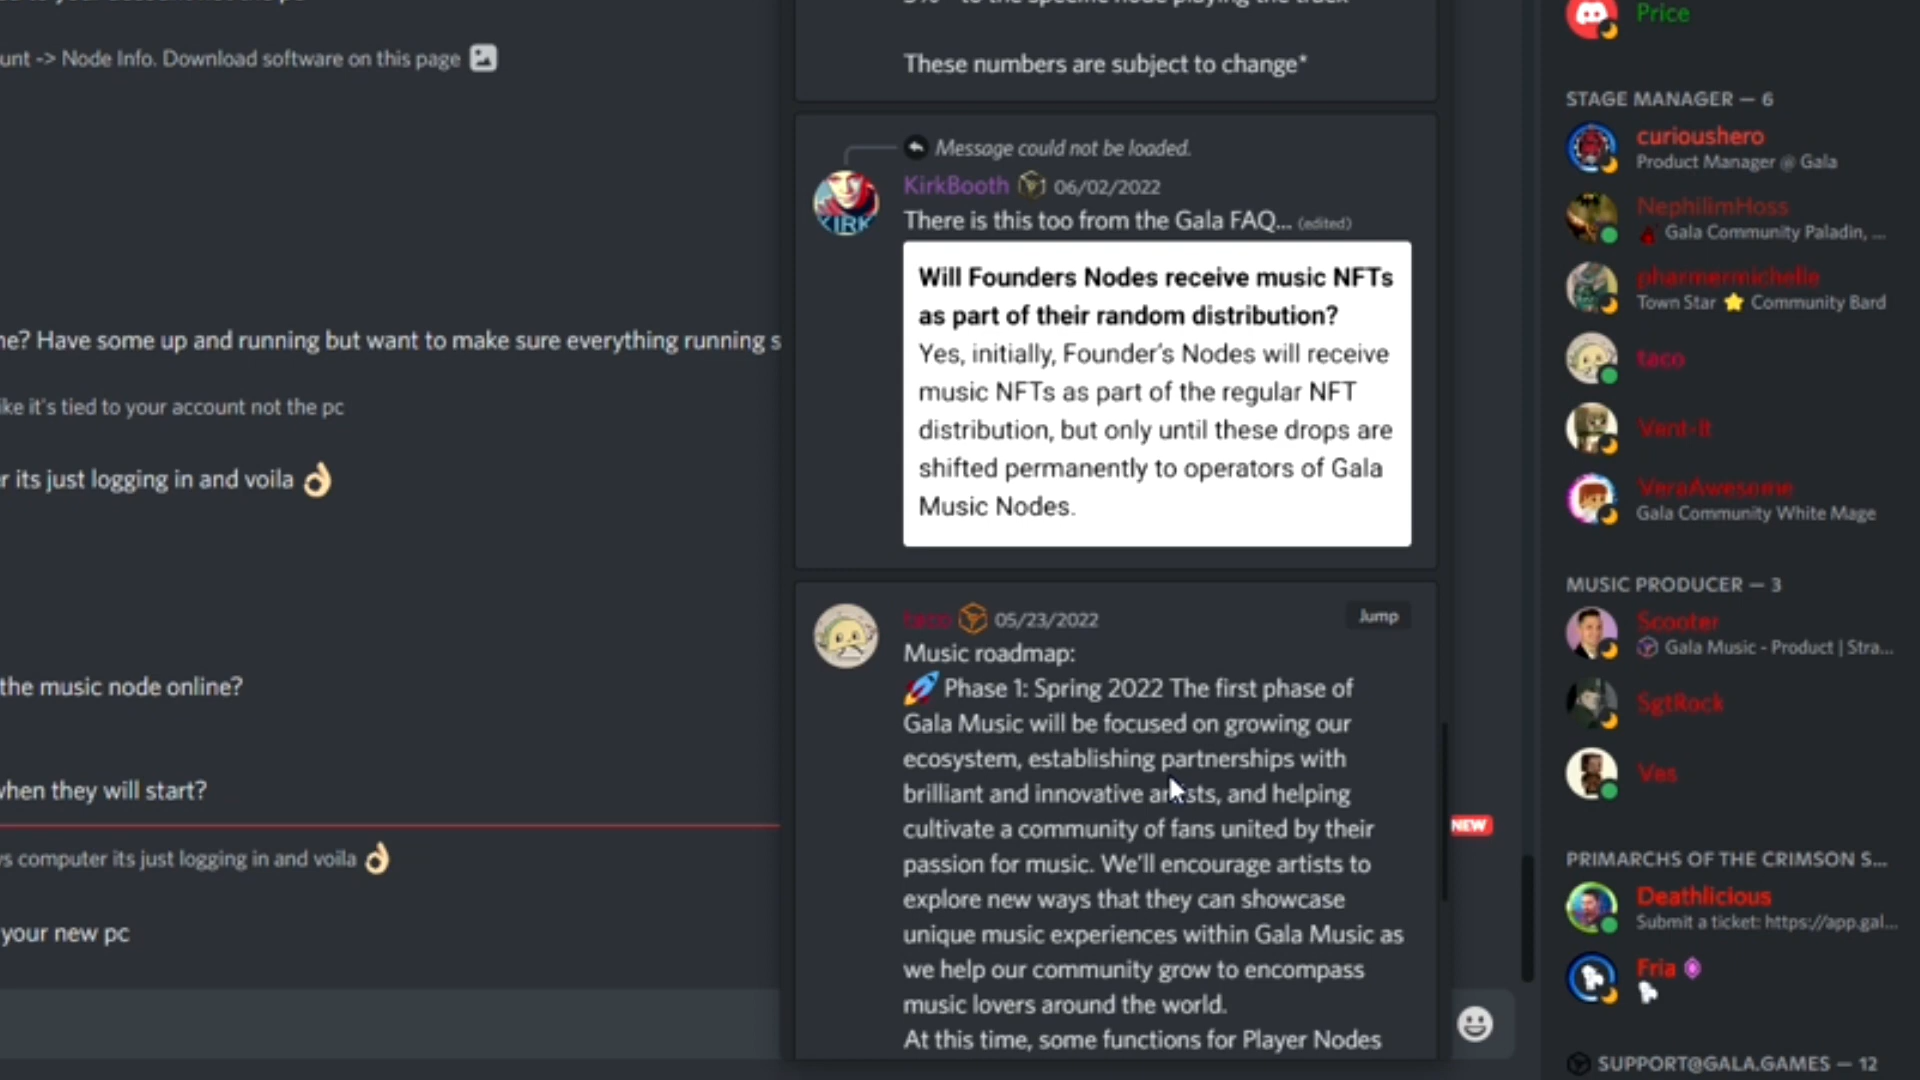 unt -> Node Info. Download software on this page
ne? Have some up and running but want to make sure everything running s
ike it's tied to your account not the pc
r its just logging in and voila 👌🏻
the music node online?
when they will start?
NEW
s computer its just logging in and voila 👌🏻
your new pc
These numbers are subject to change*
Message could not be loaded.
KirkBooth 06/02/2022
There is this too from the Gala FAQ... (edited)
Will Founders Nodes receive music NFTs
as part of their random distribution?
Yes, initially, Founder's Nodes will receive
music NFTs as part of the regular NFT
distribution, but only until these drops are
shifted permanently to operators of Gala
Music Nodes.
taco 05/23/2022
Jump
Music roadmap:
🚀 Phase 1: Spring 2022 The first phase of
Gala Music will be focused on growing our
ecosystem, establishing partnerships with
brilliant and innovative artists, and helping
cultivate a community of fans united by their
passion for music. We'll encourage artists to
explore new ways that they can showcase
unique music experiences within Gala Music as
we help our community grow to encompass
music lovers around the world.
At this time, some functions for Player Nodes
Price
STAGE MANAGER — 6
curioushero
Product Manager @ Gala
NephilimHoss
Gala Community Paladin, ...
pharmermichelle
Town Star ⭐ Community Bard
taco
Vent-It
VeraAwesome
Gala Community White Mage
MUSIC PRODUCER — 3
Scooter
Gala Music - Product | Stra...
SgtRock
Ves
PRIMARCHS OF THE CRIMSON S...
Deathlicious
Submit a ticket: https://app.gal...
Fria
SUPPORT@GALA.GAMES — 12